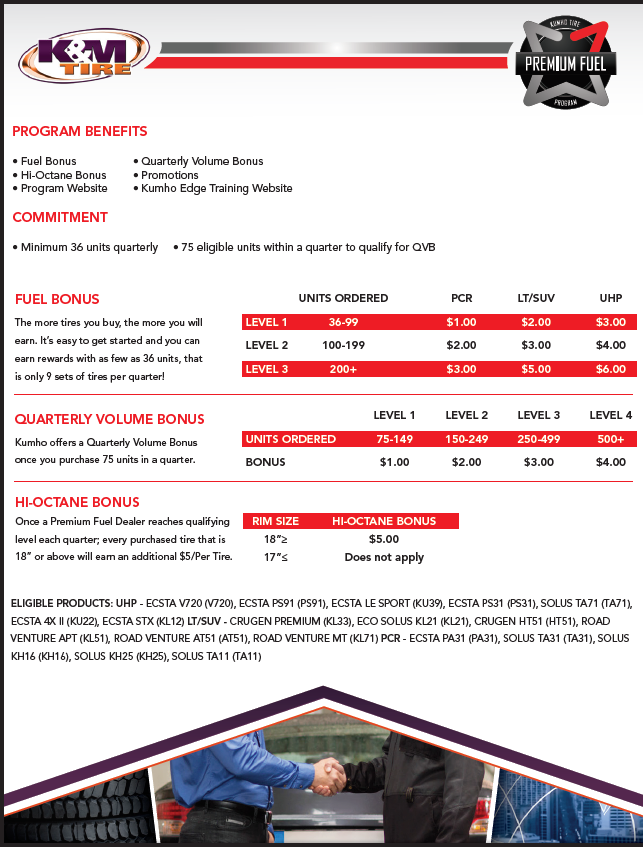 K&M
TIRE
KUMHO TIRE
PREMIUM FUEL
PROGRAM
PROGRAM BENEFITS
• Fuel Bonus • Quarterly Volume Bonus
• Hi-Octane Bonus • Promotions
• Program Website • Kumho Edge Training Website
COMMITMENT
• Minimum 36 units quarterly • 75 eligible units within a quarter to qualify for QVB
FUEL BONUS
The more tires you buy, the more you will
earn. It's easy to get started and you can
earn rewards with as few as 36 units, that
is only 9 sets of tires per quarter!
UNITS ORDERED PCR LT/SUV UHP
LEVEL 1 36-99 $1.00 $2.00 $3.00
LEVEL 2 100-199 $2.00 $3.00 $4.00
LEVEL 3 200+ $3.00 $5.00 $6.00
QUARTERLY VOLUME BONUS
Kumho offers a Quarterly Volume Bonus
once you purchase 75 units in a quarter.
LEVEL 1 LEVEL 2 LEVEL 3 LEVEL 4
UNITS ORDERED 75-149 150-249 250-499 500+
BONUS $1.00 $2.00 $3.00 $4.00
HI-OCTANE BONUS
Once a Premium Fuel Dealer reaches qualifying
level each quarter; every purchased tire that is
18" or above will earn an additional $5/Per Tire.
RIM SIZE HI-OCTANE BONUS
18"≥ $5.00
17"≤ Does not apply
ELIGIBLE PRODUCTS: UHP - ECSTA V720 (V720), ECSTA PS91 (PS91), ECSTA LE SPORT (KU39), ECSTA PS31 (PS31), SOLUS TA71 (TA71),
ECSTA 4X II (KU22), ECSTA STX (KL12) LT/SUV - CRUGEN PREMIUM (KL33), ECO SOLUS KL21 (KL21), CRUGEN HT51 (HT51), ROAD
VENTURE APT (KL51), ROAD VENTURE AT51 (AT51), ROAD VENTURE MT (KL71) PCR - ECSTA PA31 (PA31), SOLUS TA31 (TA31), SOLUS
KH16 (KH16), SOLUS KH25 (KH25), SOLUS TA11 (TA11)